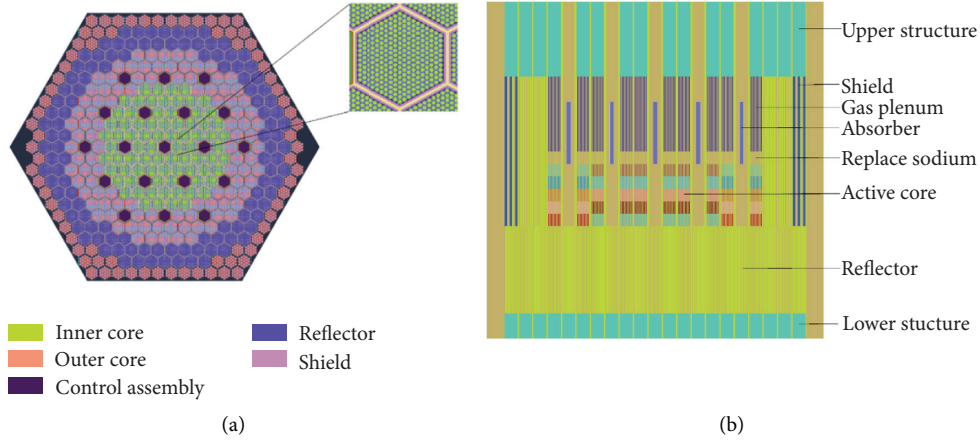 Upper structure
Shield
Gas plenum
Absorber
Replace sodium
Active core
Reflector
Lower stucture
Inner core
Outer core
Control assembly
Reflector
Shield
(a)
(b)